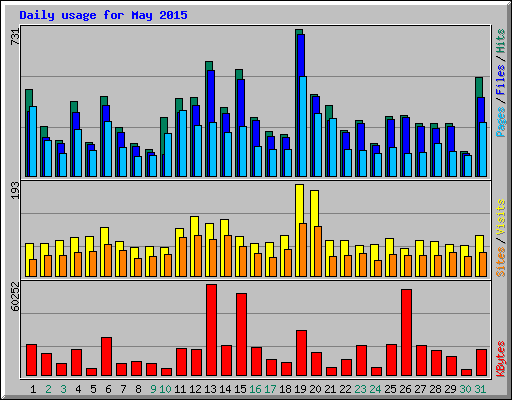 Daily usage for May 2015
731
Pages/Files/Hits
193
Sites/Visits
60252
KBytes
1 2 3 4 5 6 7 8 9 10 11 12 13 14 15 16 17 18 19 20 21 22 23 24 25 26 27 28 29 30 31